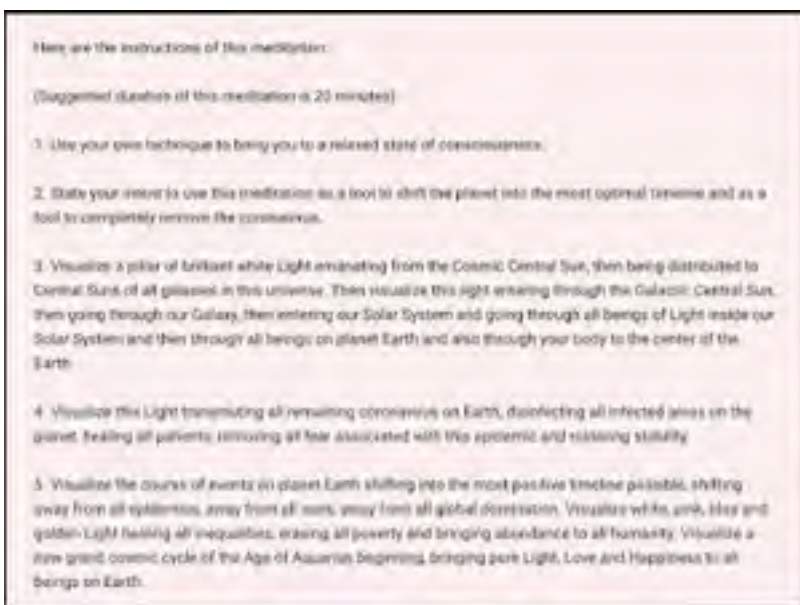 Here are the instructions of this meditation:
(Suggested duration of this meditation is 20 minutes)
1. Use your own technique to bring you to a relaxed state of consciousness.
2. State your intent to use this meditation as a tool to shift the planet into the most optimal timeline and as a
tool to completely remove the coronavirus.
3. Visualize a pillar of brilliant white Light emanating from the Cosmic Central Sun, then being distributed to
Central Suns of all galaxies in this universe. Then visualize this light entering through the Galactic Central Sun,
then going through our Galaxy, then entering our Solar System and going through all beings of Light inside our
Solar System and then through all beings on planet Earth and also through your body to the center of the
Earth.
4. Visualize this Light transmuting all remaining coronavirus on Earth, disinfecting all infected areas on the
planet, healing all patients, removing all fear associated with this epidemic and restoring stability.
5. Visualize the course of events on planet Earth shifting into the most positive timeline possible, shifting
away from all epidemics, away from all wars, away from all global domination. Visualize white, pink, blue and
golden Light healing all inequalities, erasing all poverty and bringing abundance to all humanity. Visualize a
new grand cosmic cycle of the Age of Aquarius beginning, bringing pure Light, Love and Happiness to all
beings on Earth.